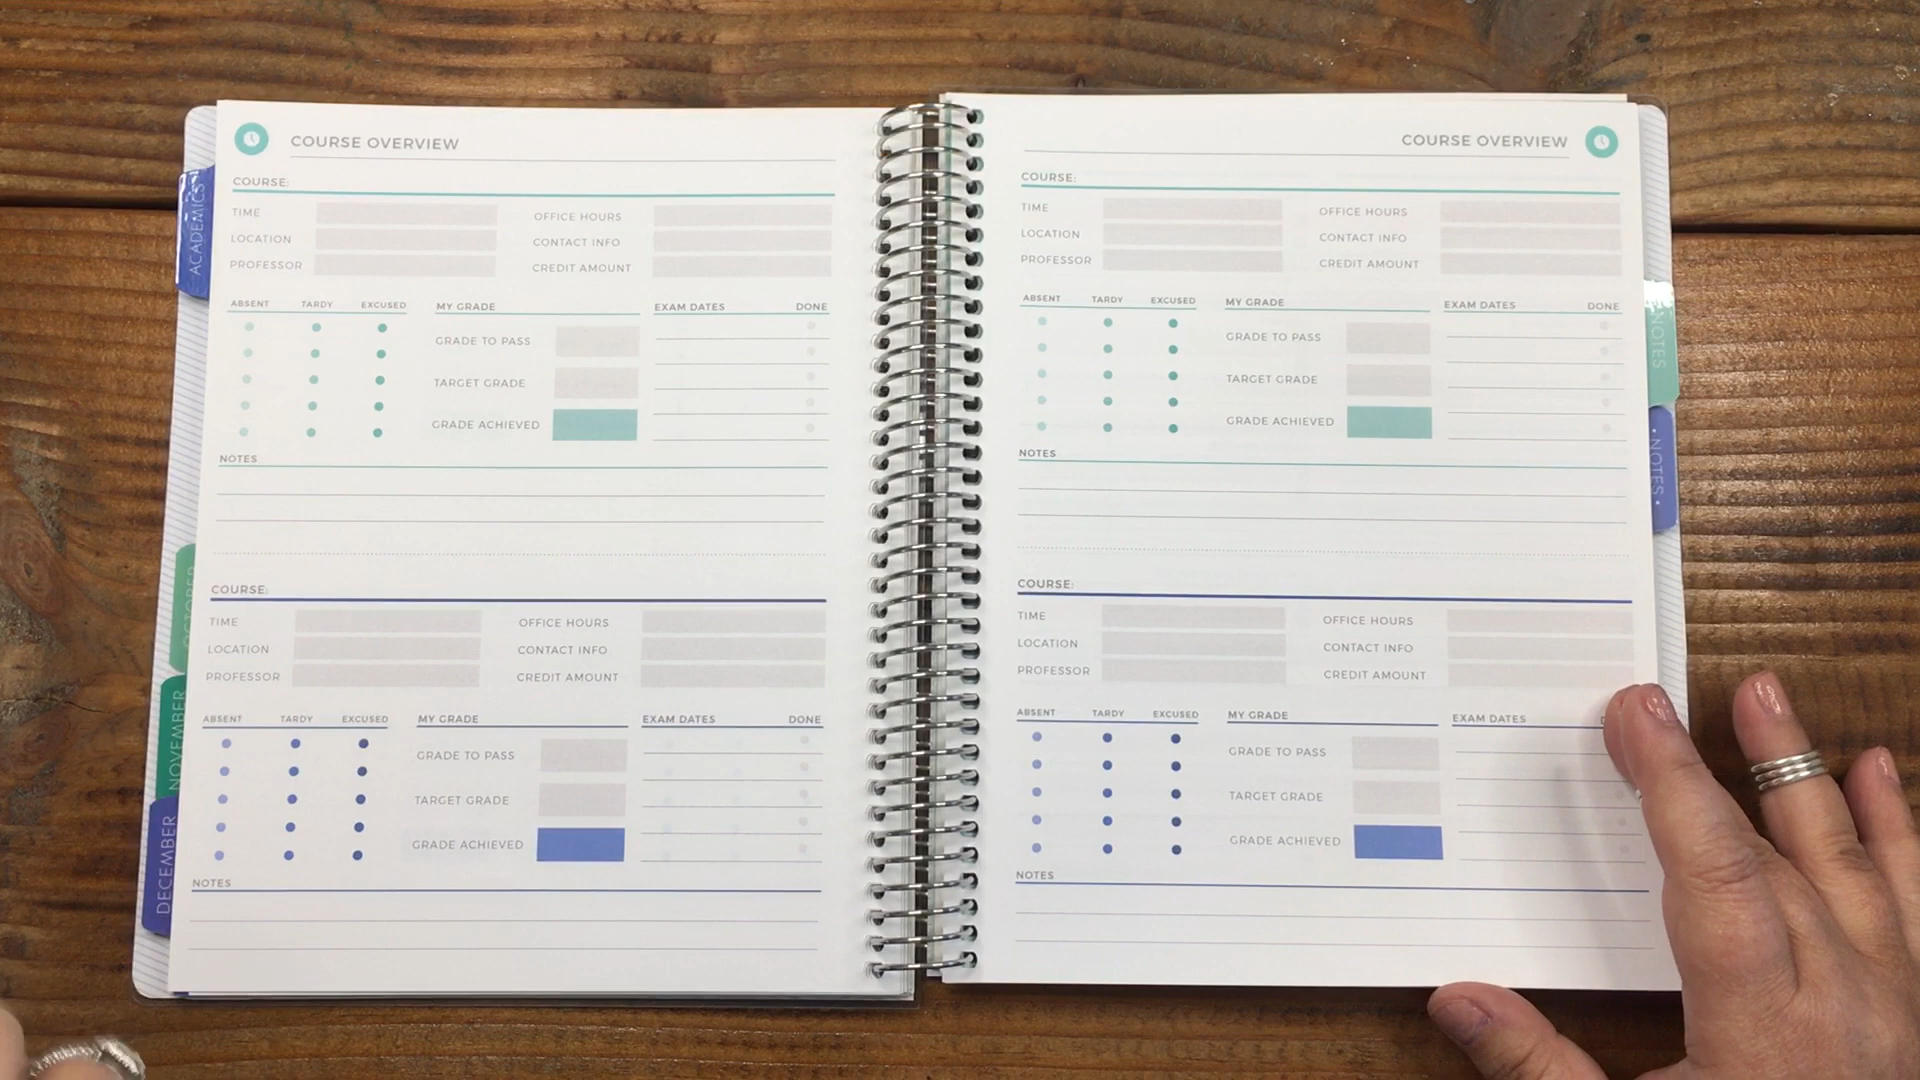 COURSE OVERVIEW
COURSE:
TIME
OFFICE HOURS
LOCATION
CONTACT INFO
PROFESSOR
CREDIT AMOUNT
ABSENT TARDY EXCUSED
MY GRADE
EXAM DATES DONE
GRADE TO PASS
TARGET GRADE
GRADE ACHIEVED
NOTES
COURSE:
TIME
OFFICE HOURS
LOCATION
CONTACT INFO
PROFESSOR
CREDIT AMOUNT
ABSENT TARDY EXCUSED
MY GRADE
EXAM DATES DONE
GRADE TO PASS
TARGET GRADE
GRADE ACHIEVED
NOTES
COURSE OVERVIEW
COURSE:
TIME
OFFICE HOURS
LOCATION
CONTACT INFO
PROFESSOR
CREDIT AMOUNT
ABSENT TARDY EXCUSED
MY GRADE
EXAM DATES DONE
GRADE TO PASS
TARGET GRADE
GRADE ACHIEVED
NOTES
COURSE:
TIME
OFFICE HOURS
LOCATION
CONTACT INFO
PROFESSOR
CREDIT AMOUNT
ABSENT TARDY EXCUSED
MY GRADE
EXAM DATES
GRADE TO PASS
TARGET GRADE
GRADE ACHIEVED
NOTES
ACADEMICS
OCTOBER
NOVEMBER
DECEMBER
NOTES
• NOTES •